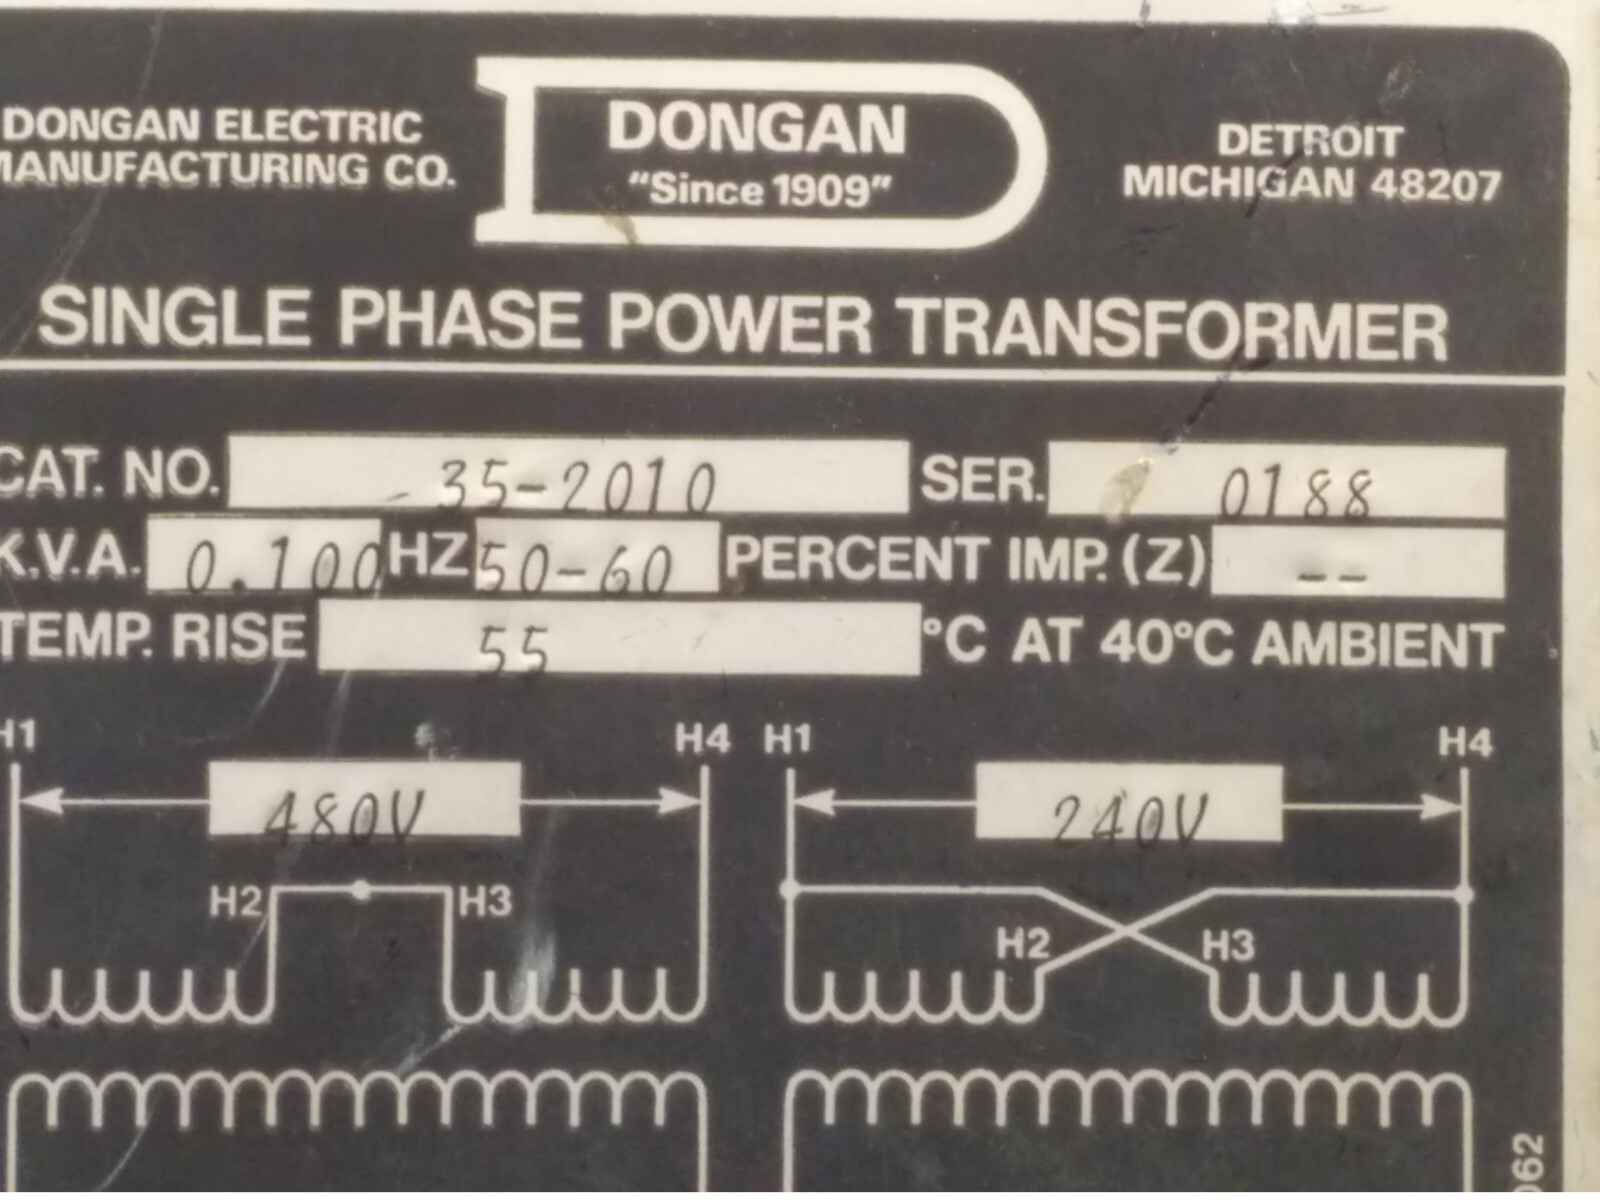 DONGAN ELECTRIC
MANUFACTURING CO.
DONGAN
"Since 1909"
DETROIT
MICHIGAN 48207
SINGLE PHASE POWER TRANSFORMER
CAT. NO. 35-2010 SER. 0188
K.V.A. 0.100 HZ 50-60 PERCENT IMP. (Z) --
TEMP. RISE 55 °C AT 40°C AMBIENT
H1 H4 H1 H4
480V 240V
H2 H3 H2 H3